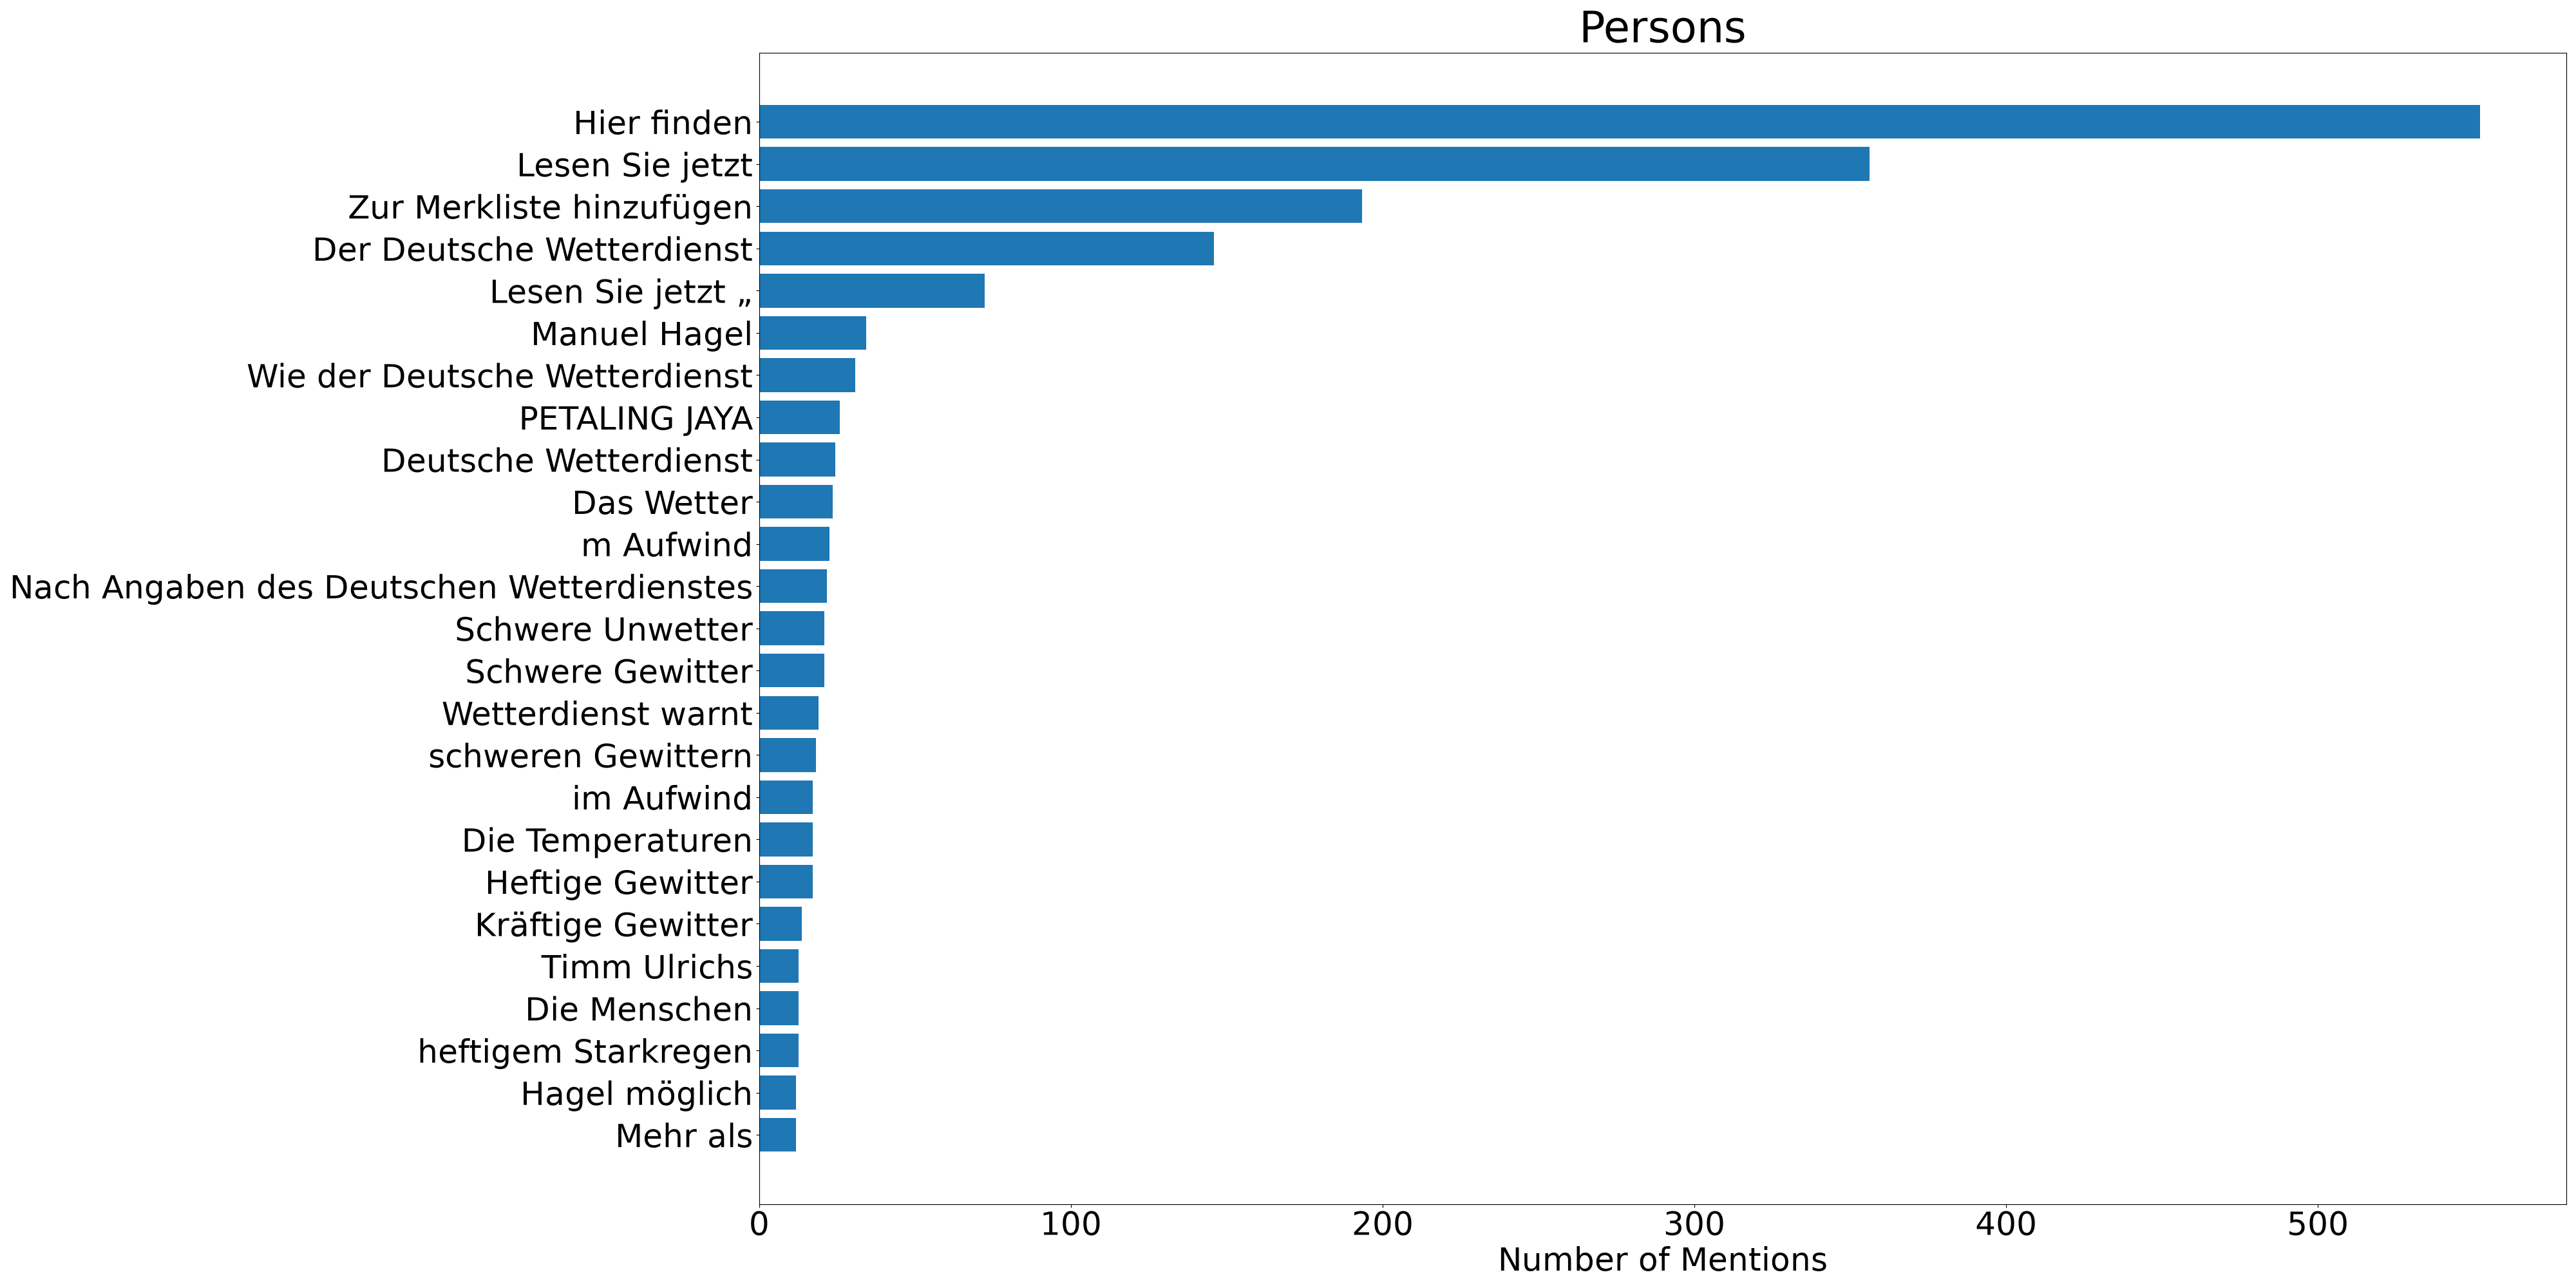 Persons
Hier finden
Lesen Sie jetzt
Zur Merkliste hinzufügen
Der Deutsche Wetterdienst
Lesen Sie jetzt „
Manuel Hagel
Wie der Deutsche Wetterdienst
PETALING JAYA
Deutsche Wetterdienst
Das Wetter
m Aufwind
Nach Angaben des Deutschen Wetterdienstes
Schwere Unwetter
Schwere Gewitter
Wetterdienst warnt
schweren Gewittern
im Aufwind
Die Temperaturen
Heftige Gewitter
Kräftige Gewitter
Timm Ulrichs
Die Menschen
heftigem Starkregen
Hagel möglich
Mehr als
0 100 200 300 400 500
Number of Mentions